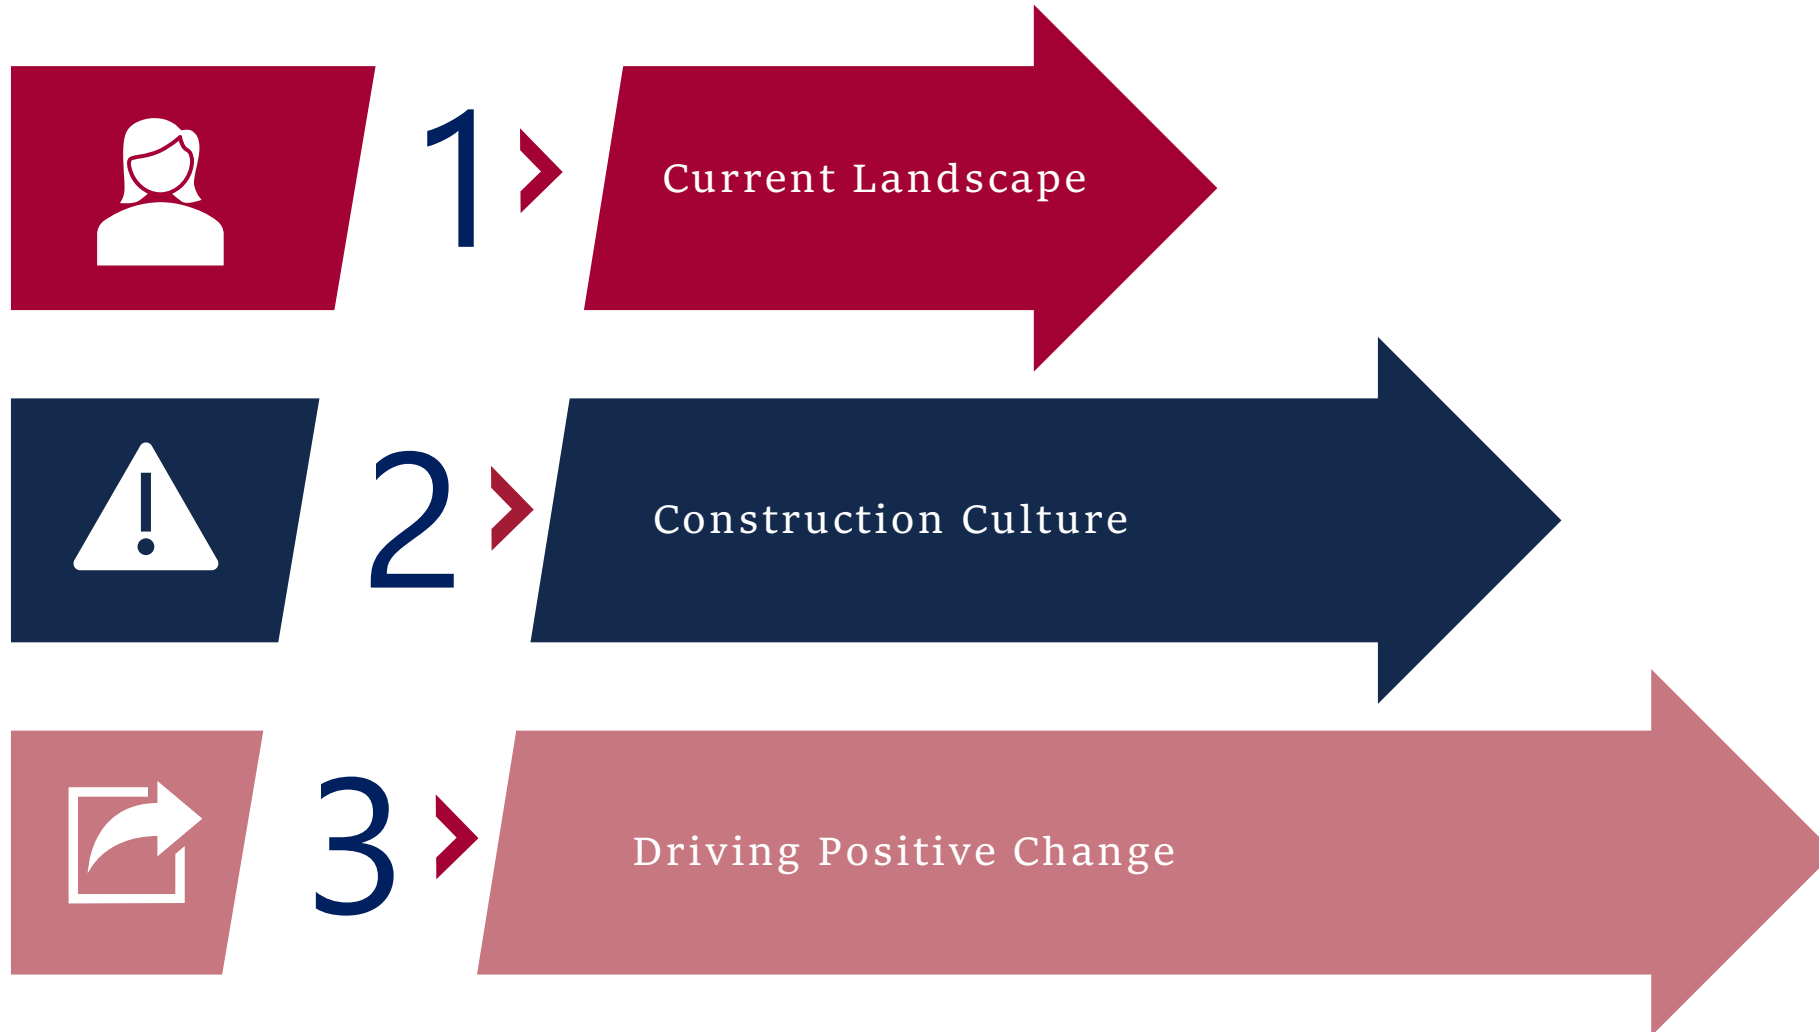 1 Current Landscape
2 Construction Culture
3 Driving Positive Change